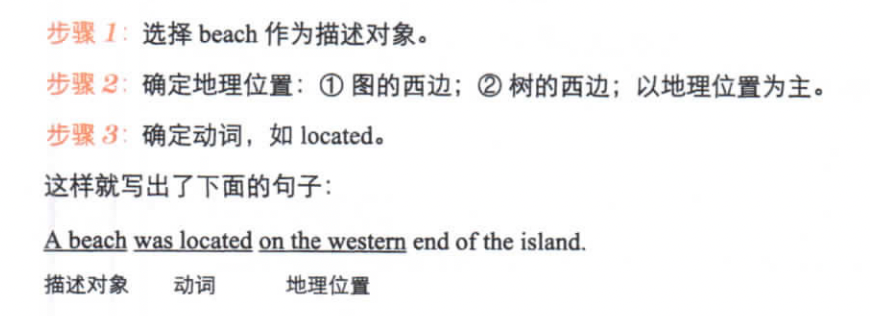 步骤 1：选择 beach 作为描述对象。
步骤 2：确定地理位置：① 图的西边；② 树的西边；以地理位置为主。
步骤 3：确定动词，如 located。
这样就写出了下面的句子：
A beach was located on the western end of the island.
描述对象 动词 地理位置